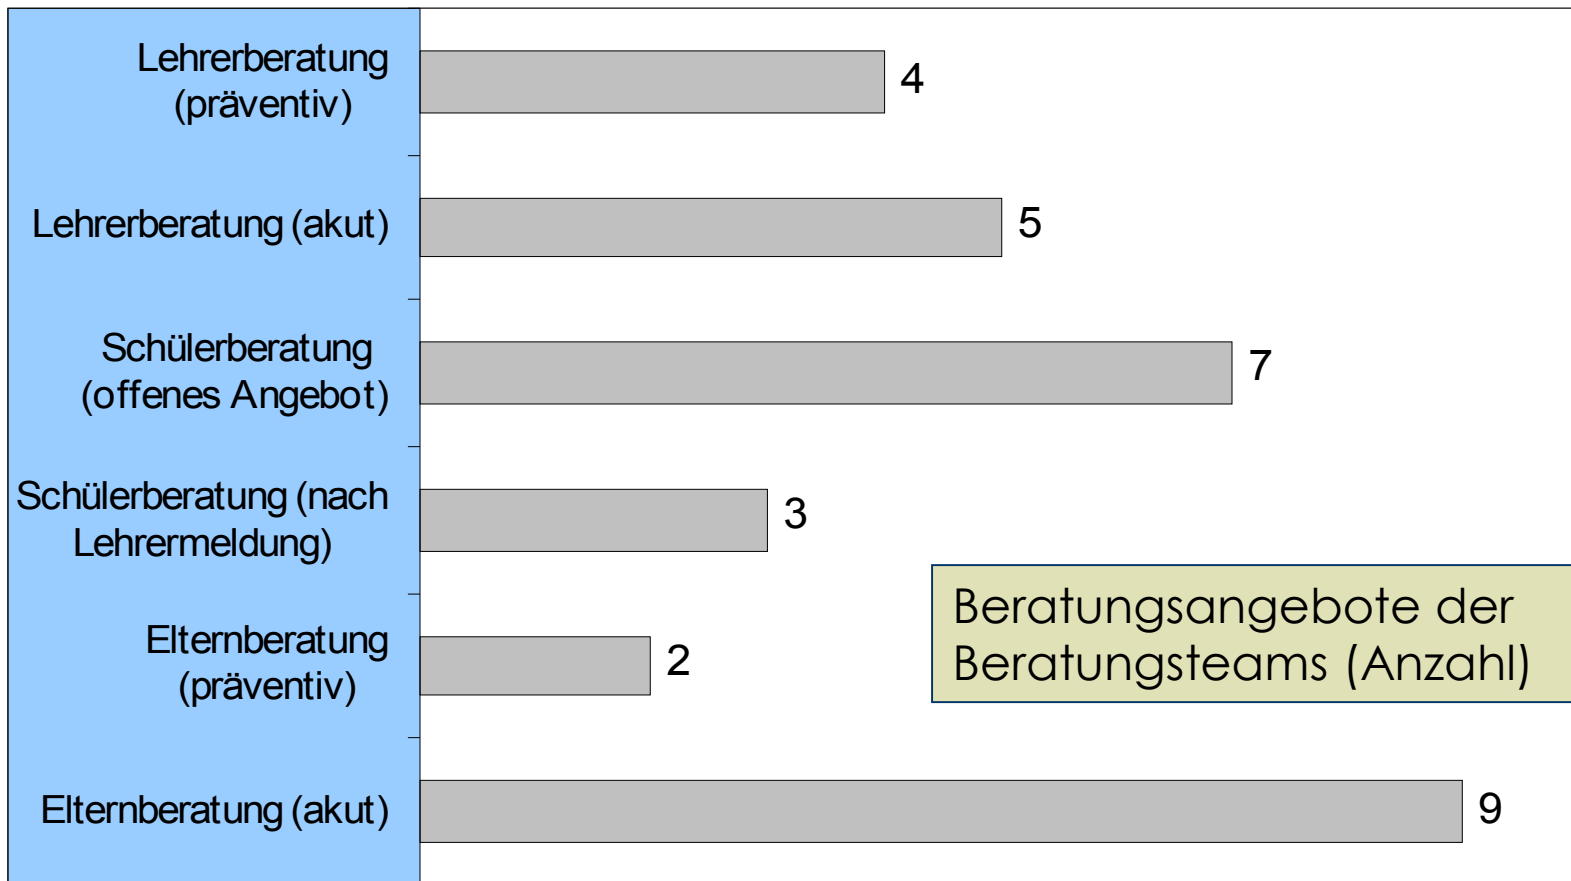 Lehrerberatung
(präventiv)
4
Lehrerberatung (akut)
5
Schülerberatung
(offenes Angebot)
7
Schülerberatung (nach
Lehrermeldung)
3
Elternberatung
(präventiv)
2
Beratungsangebote der
Beratungsteams (Anzahl)
Elternberatung (akut)
9